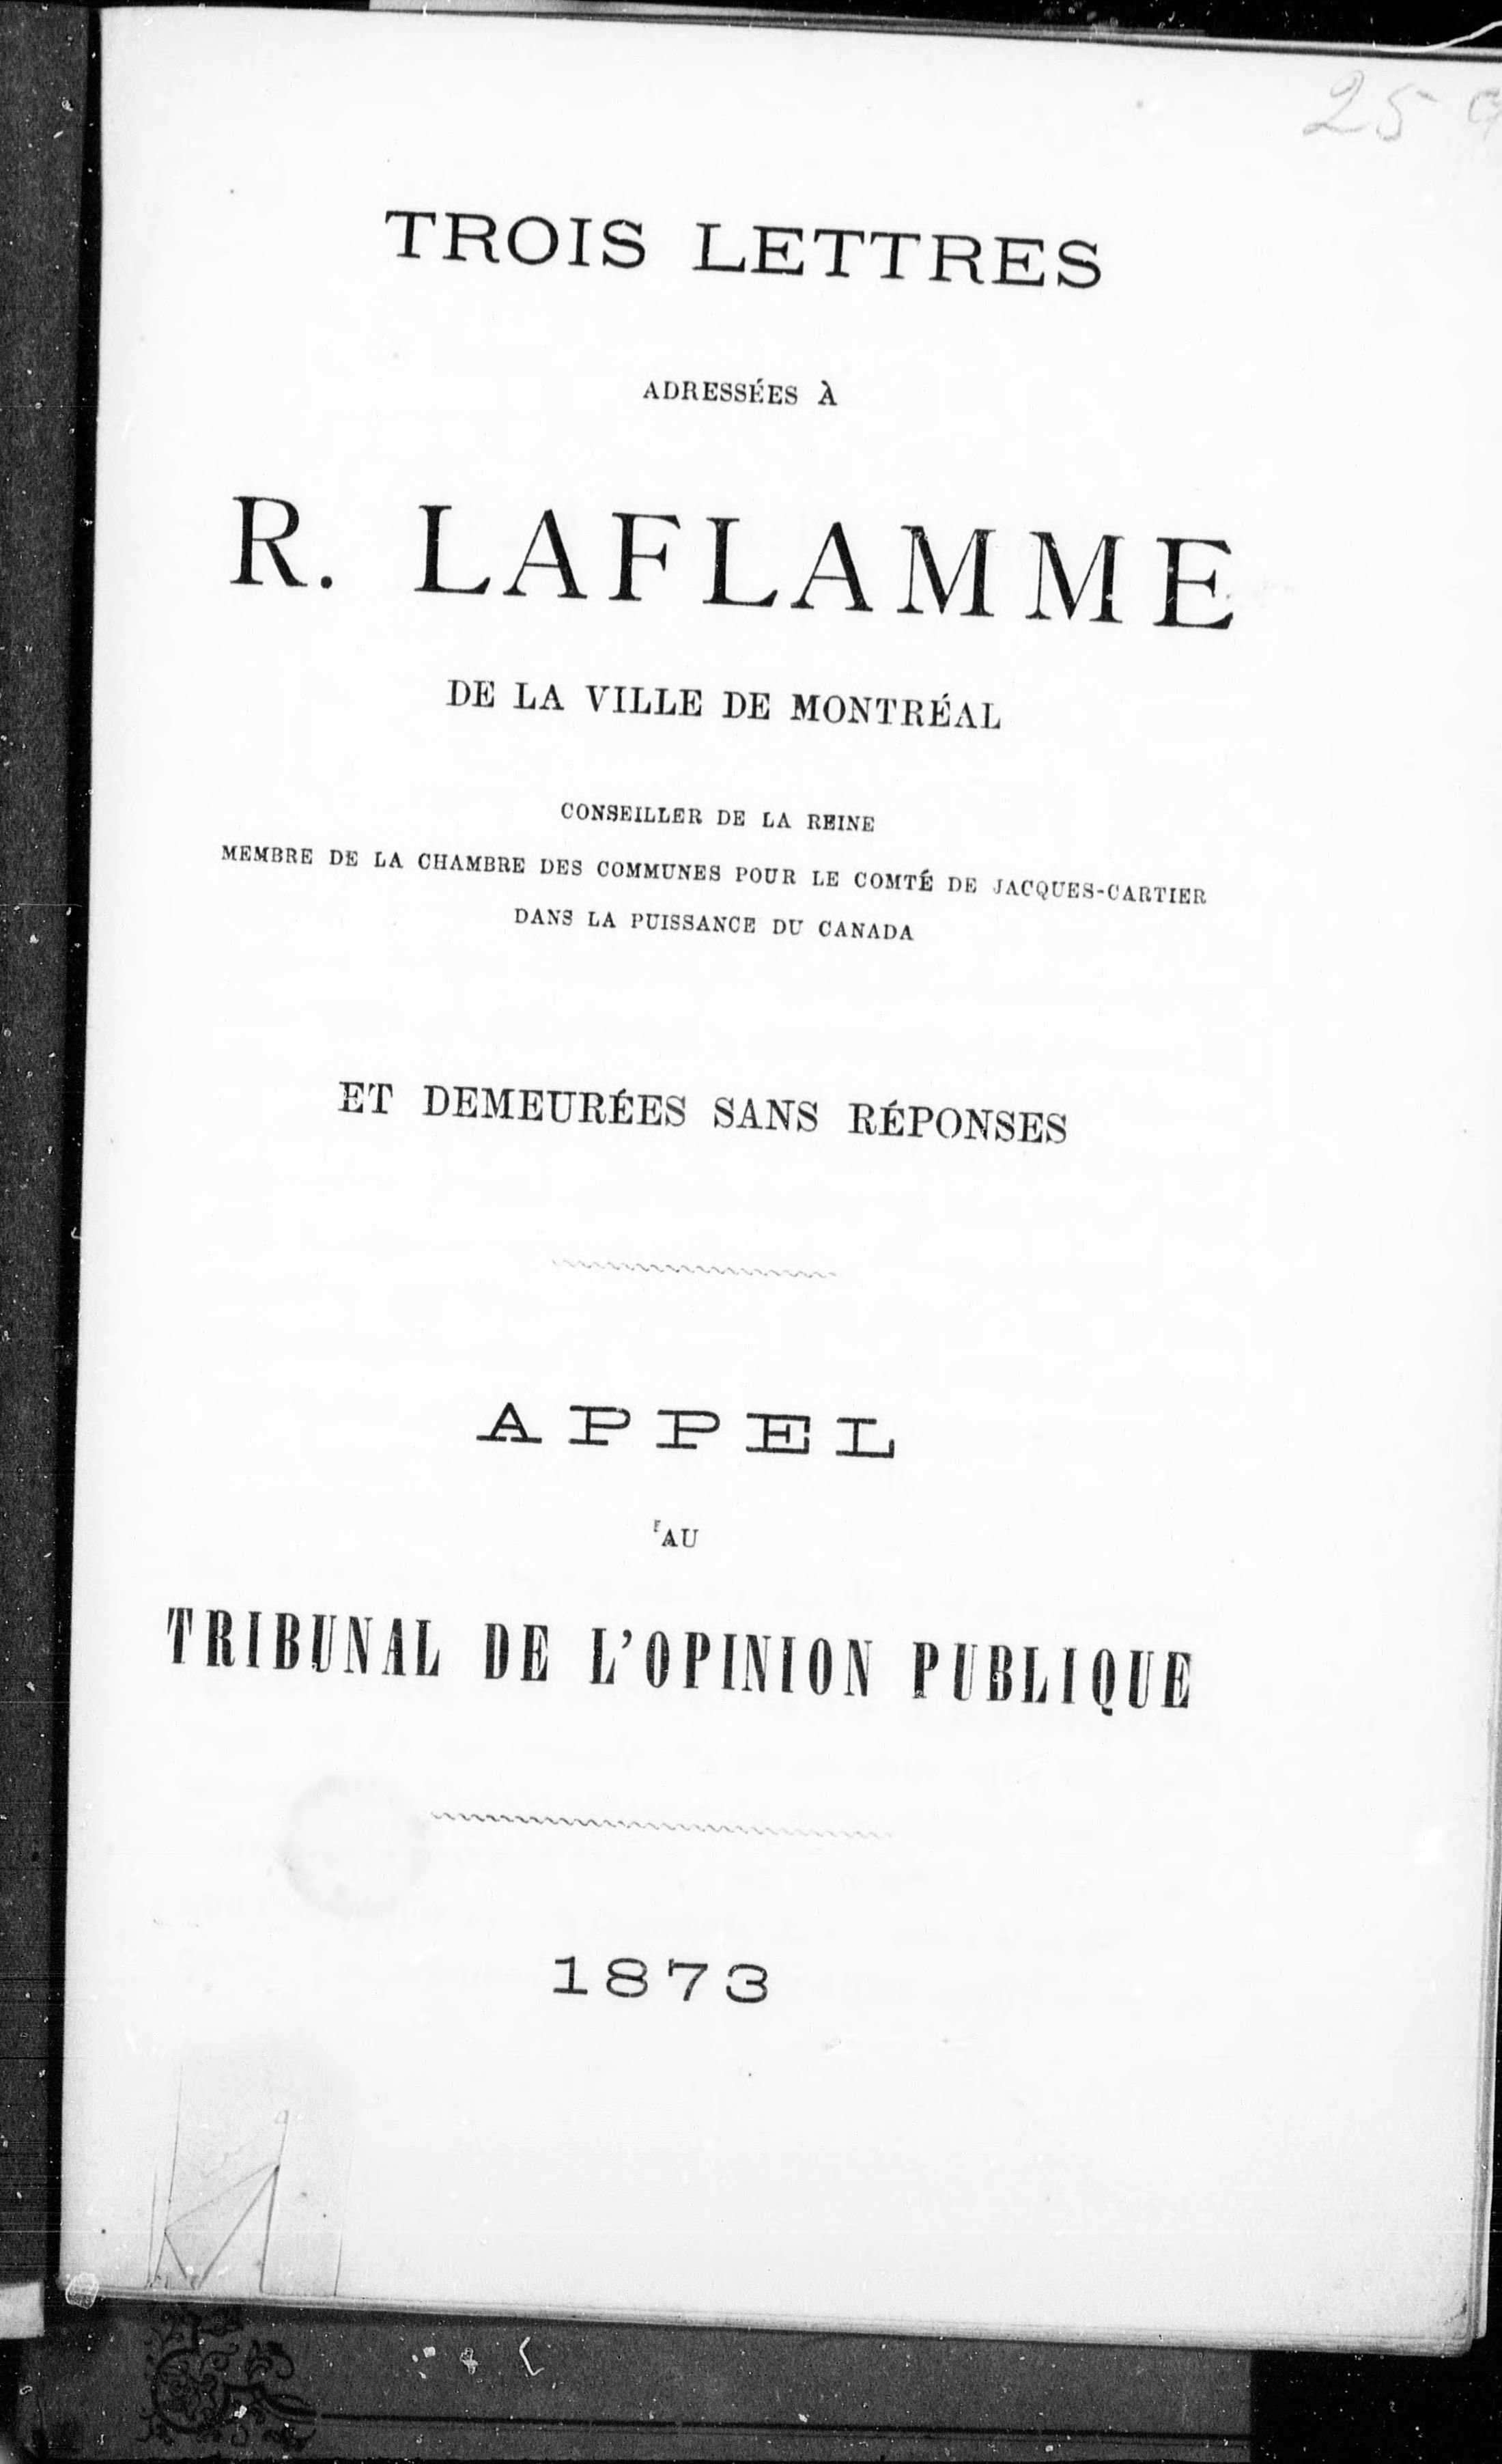 25
TROIS LETTRES
ADRESSÉES À
R. LAFLAMME
DE LA VILLE DE MONTRÉAL
CONSEILLER DE LA REINE
MEMBRE DE LA CHAMBRE DES COMMUNES POUR LE COMTÉ DE JACQUES-CARTIER
DANS LA PUISSANCE DU CANADA
ET DEMEURÉES SANS RÉPONSES
APPEL
AU
TRIBUNAL DE L'OPINION PUBLIQUE
1873